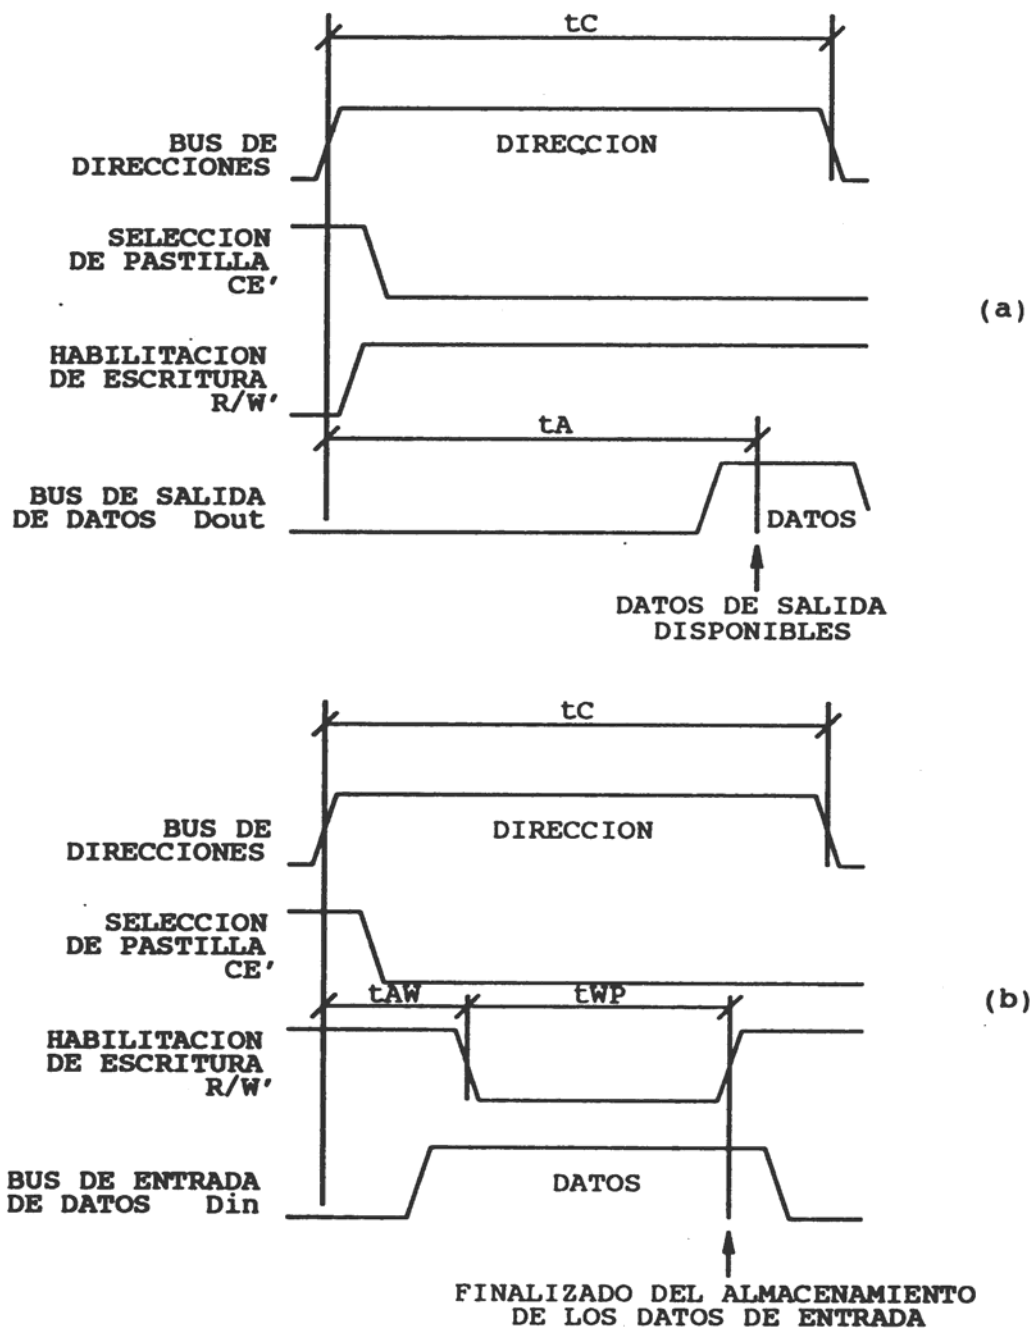 tC
BUS DE
DIRECCIONES
DIRECCION
SELECCION
DE PASTILLA
CE'
(a)
HABILITACION
DE ESCRITURA
R/W'
tA
BUS DE SALIDA
DE DATOS Dout
DATOS
DATOS DE SALIDA
DISPONIBLES
tC
BUS DE
DIRECCIONES
DIRECCION
SELECCION
DE PASTILLA
CE'
tAW
tWP
(b)
HABILITACION
DE ESCRITURA
R/W'
BUS DE ENTRADA
DE DATOS Din
DATOS
FINALIZADO DEL ALMACENAMIENTO
DE LOS DATOS DE ENTRADA